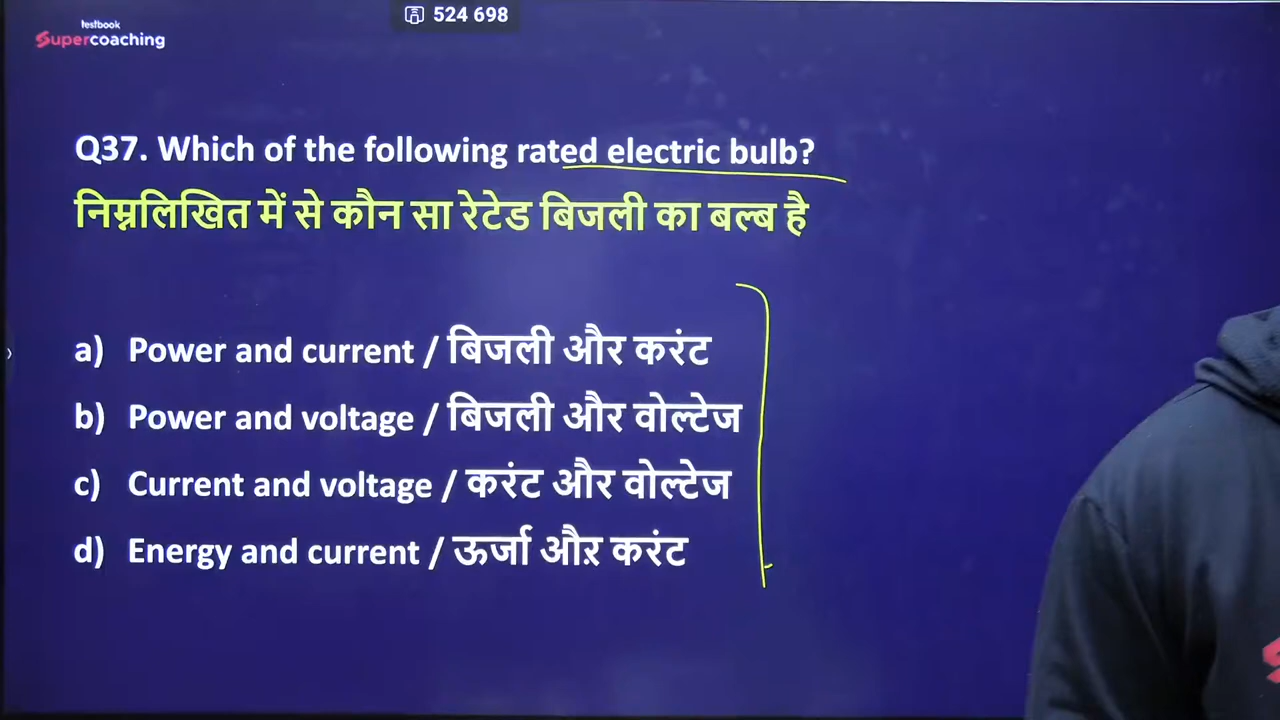 testbook
Supercoaching
524 698
Q37. Which of the following rated electric bulb?
निम्नलिखित में से कौन सा रेटेड बिजली का बल्ब है
a) Power and current / बिजली और करंट
b) Power and voltage / बिजली और वोल्टेज
c) Current and voltage / करंट और वोल्टेज
d) Energy and current / ऊर्जा और करंट